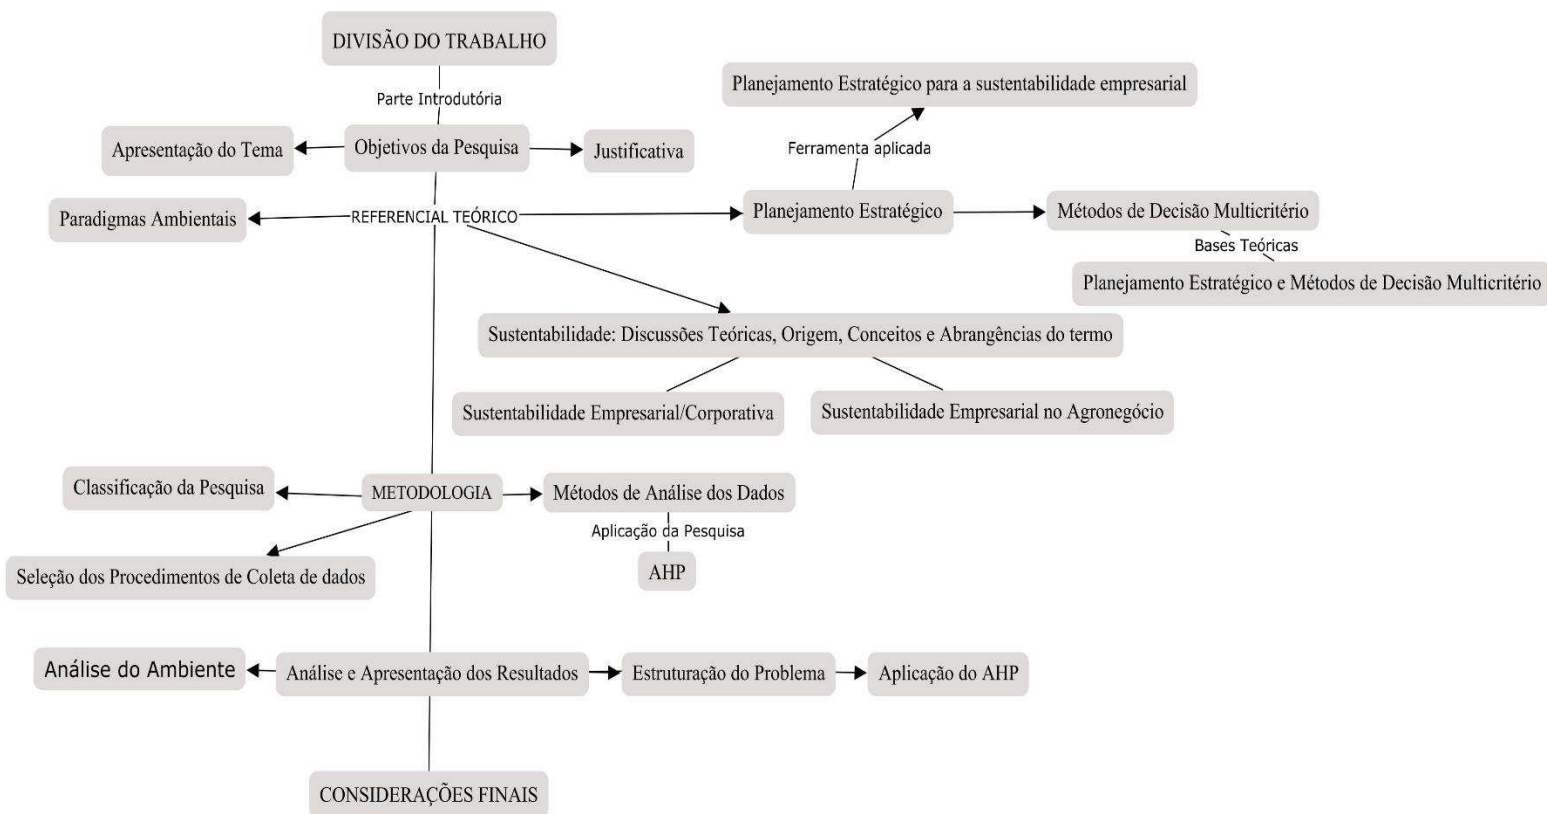 DIVISÃO DO TRABALHO
Planejamento Estratégico para a sustentabilidade empresarial
Parte Introdutória
Apresentação do Tema
Objetivos da Pesquisa
Justificativa
Ferramenta aplicada
Paradigmas Ambientais
REFERENCIAL TEÓRICO
Planejamento Estratégico
Métodos de Decisão Multicritério
Bases Teóricas
Planejamento Estratégico e Métodos de Decisão Multicritério
Sustentabilidade: Discussões Teóricas, Origem, Conceitos e Abrangências do termo
Sustentabilidade Empresarial/Corporativa
Sustentabilidade Empresarial no Agronegócio
Classificação da Pesquisa
METODOLOGIA
Métodos de Análise dos Dados
Aplicação da Pesquisa
Seleção dos Procedimentos de Coleta de dados
AHP
Análise do Ambiente
Análise e Apresentação dos Resultados
Estruturação do Problema
Aplicação do AHP
CONSIDERAÇÕES FINAIS